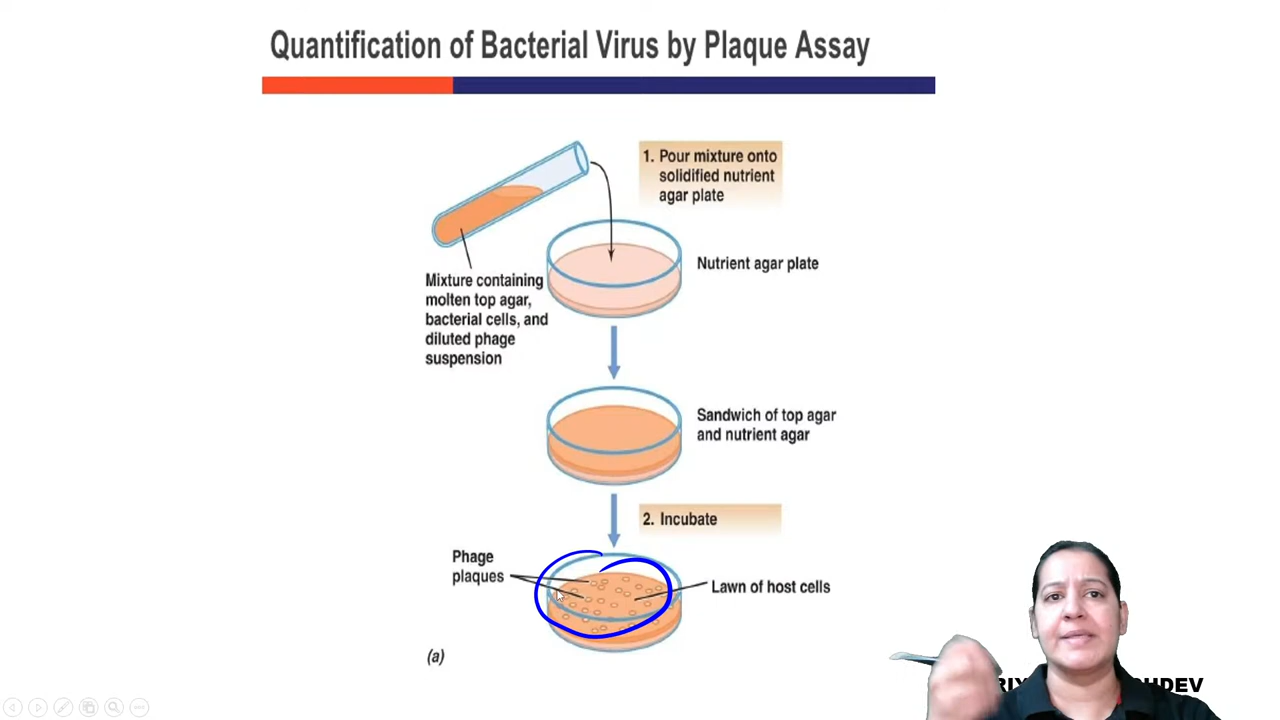 Quantification of Bacterial Virus by Plaque Assay
1. Pour mixture onto
solidified nutrient
agar plate
Nutrient agar plate
Mixture containing
molten top agar,
bacterial cells, and
diluted phage
suspension
Sandwich of top agar
and nutrient agar
2. Incubate
Phage
plaques
Lawn of host cells
(a)